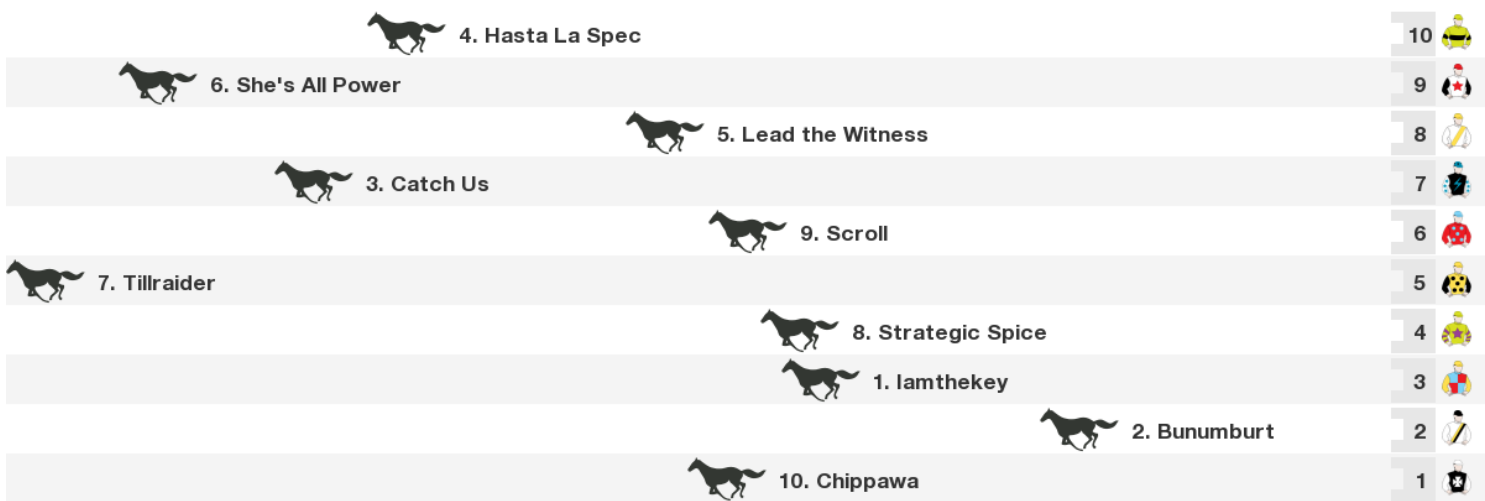 4. Hasta La Spec 10
6. She's All Power 9
5. Lead the Witness 8
3. Catch Us 7
9. Scroll 6
7. Tillraider 5
8. Strategic Spice 4
1. Iamthekey 3
2. Bunumburt 2
10. Chippawa 1